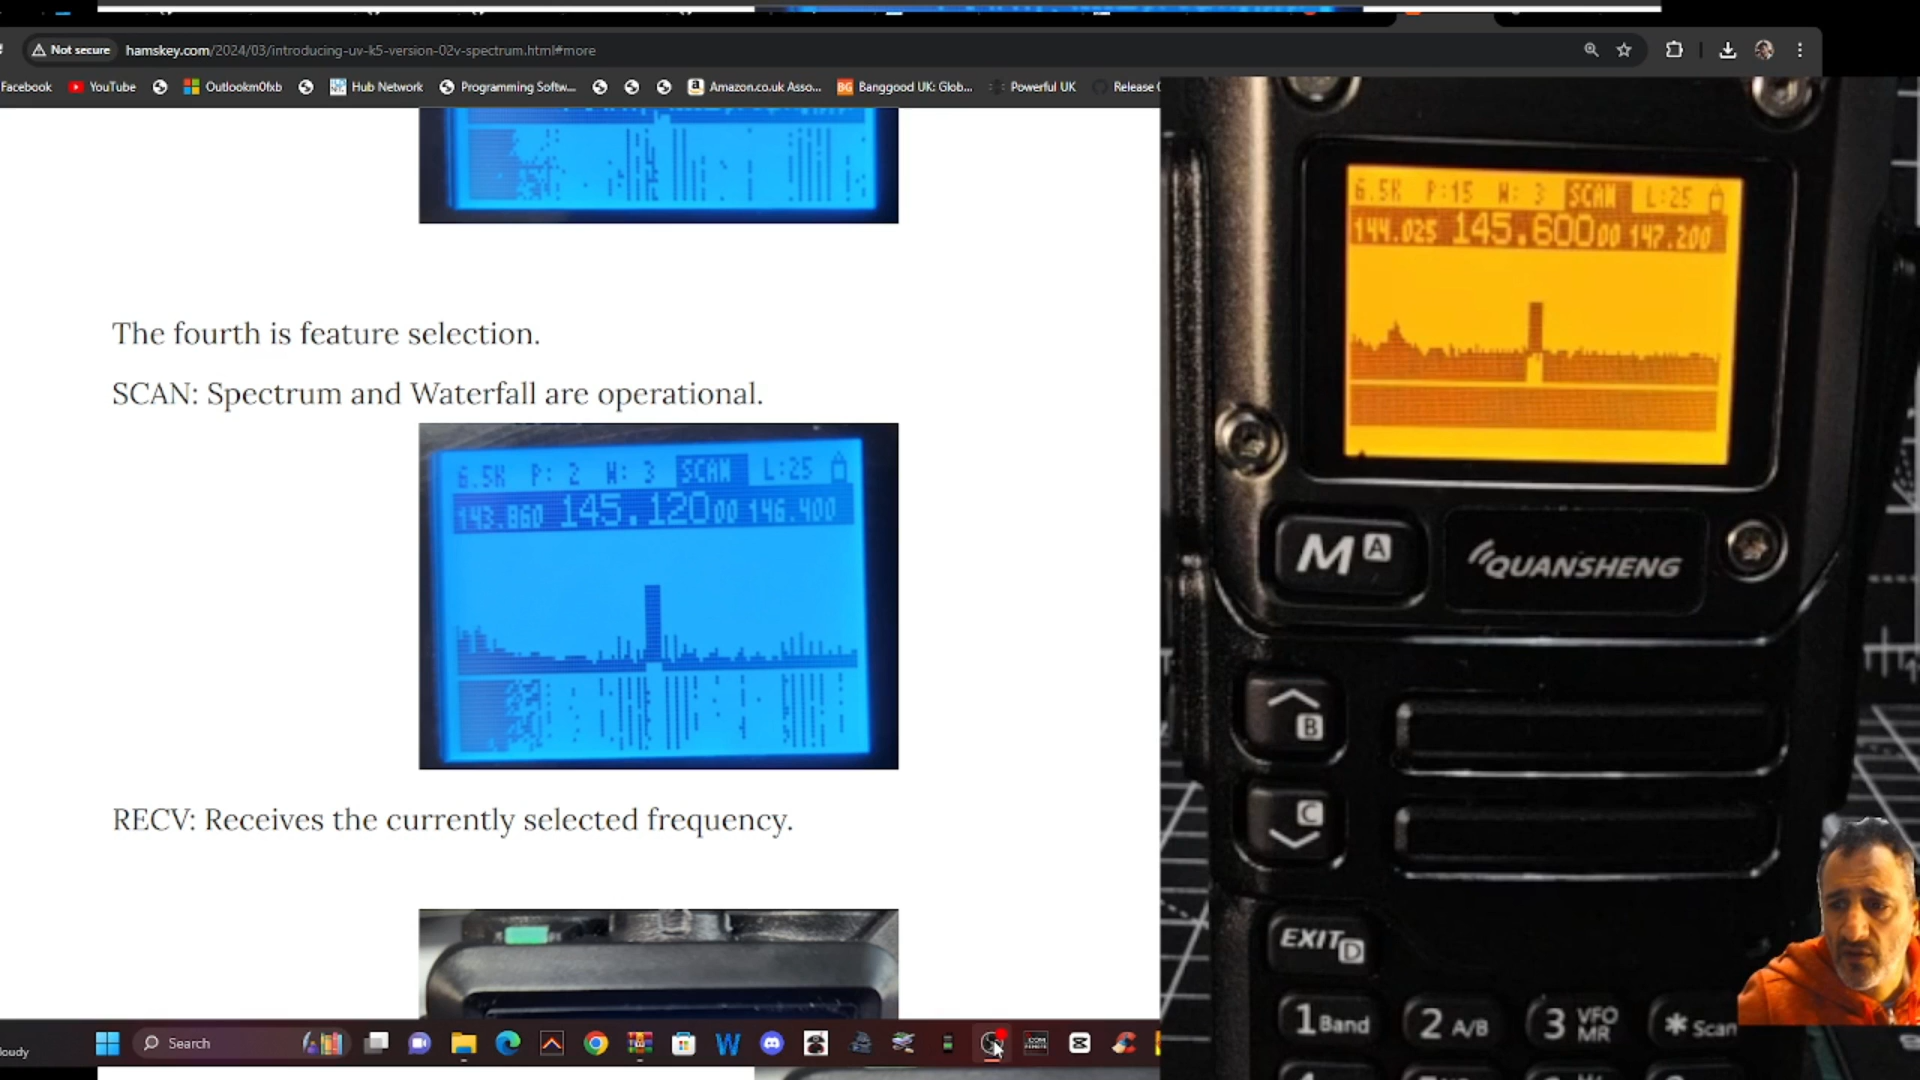 Not secure hamskey.com/2024/03/introducing-uv-k5-version-02v-spectrum.html#more
Facebook YouTube Outlookm0fxb Hub Network Programming Softw... Amazon.co.uk Asso... BG Banggood UK: Glob... Powerful UK Release
The fourth is feature selection.
SCAN: Spectrum and Waterfall are operational.
6.5K P: 2 W: 3 SCAN L:25
143.860 145.12000 146.400
RECV: Receives the currently selected frequency.
6.5K P:15 W: 3 SCAN L:25
144.025 145.60000 147.200
M A QUANSHENG
B
C
EXIT D
1 Band 2 A/B 3 VFO MR * Scan
oudy Search